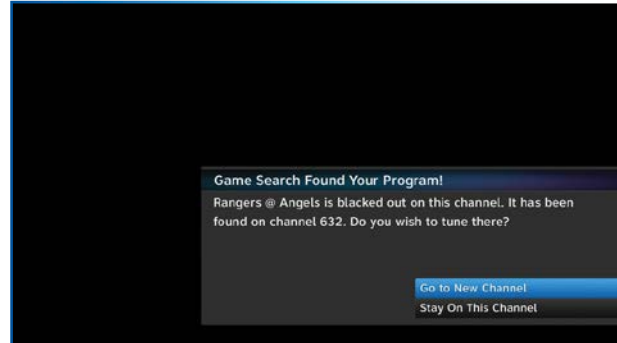 Game Search Found Your Program!
Rangers @ Angels is blacked out on this channel. It has been
found on channel 632. Do you wish to tune there?
Go to New Channel
Stay On This Channel